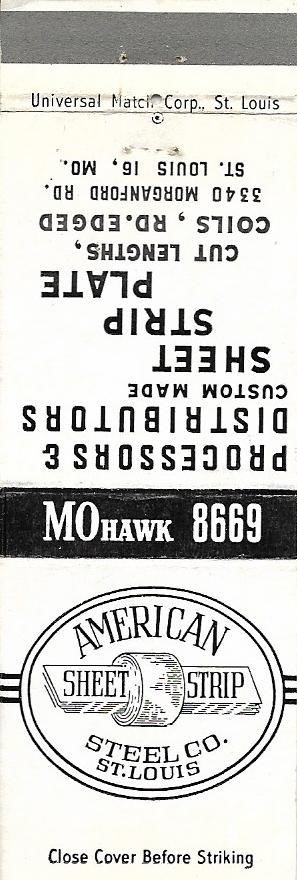 Universal Match Corp., St. Louis
PROCESSORS &
DISTRIBUTORS
CUSTOM MADE
SHEET
STRIP
PLATE
CUT LENGTHS,
COILS, RD.EDGED
3340 MORGANFORD RD.
ST. LOUIS 16, MO.
MOHAWK 8669
AMERICAN
SHEET STRIP
STEEL CO.
ST. LOUIS
Close Cover Before Striking